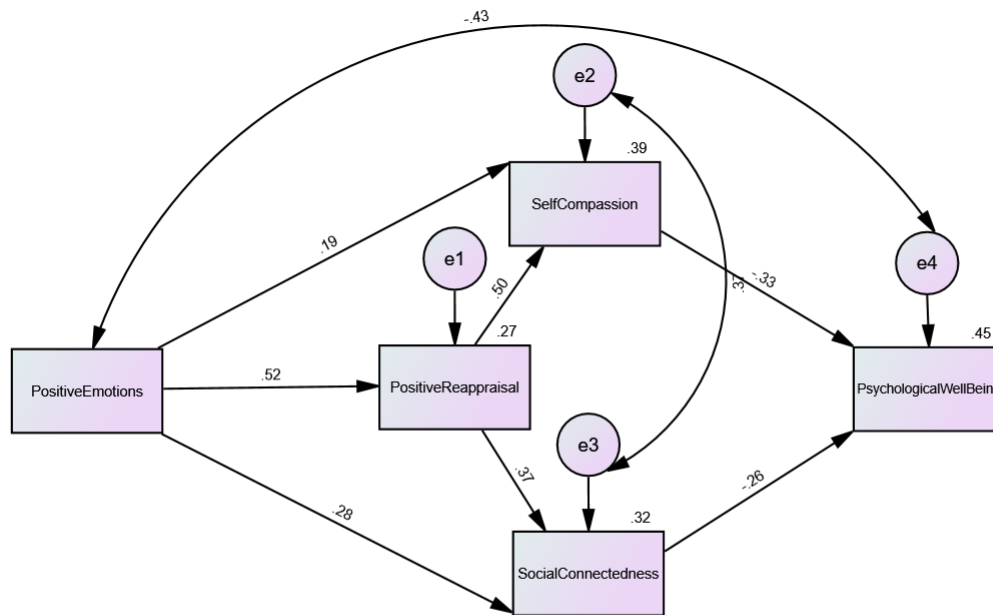 -.43
e2
.39
SelfCompassion
.19
e1
.50
.37
-.33
e4
.27
.45
PositiveEmotions
.52
PositiveReappraisal
PsychologicalWellBein
e3
.37
-.26
.28
.32
SocialConnectedness